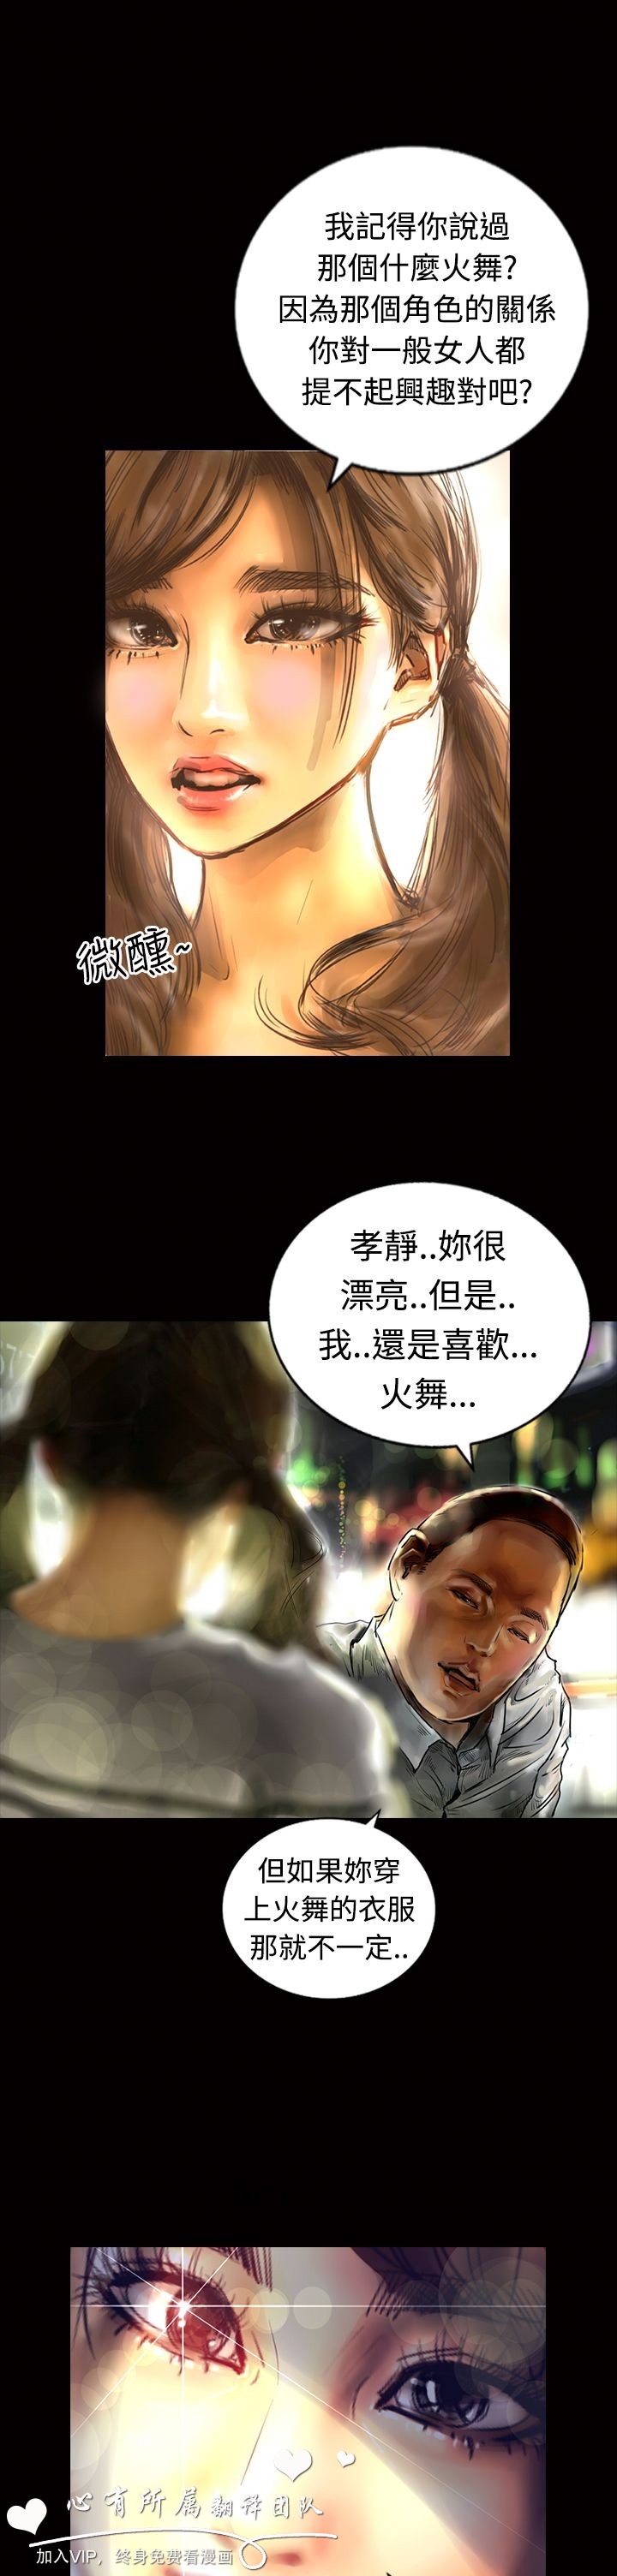 我記得你說過
那個什麼火舞?
因為那個角色的關係
你對一般女人都
提不起興趣對吧?
微醺~
孝靜..妳很
漂亮..但是..
我..還是喜歡...
火舞...
但如果妳穿
上火舞的衣服
那就不一定..
心有所属翻译团队
加入VIP，终身免费看漫画